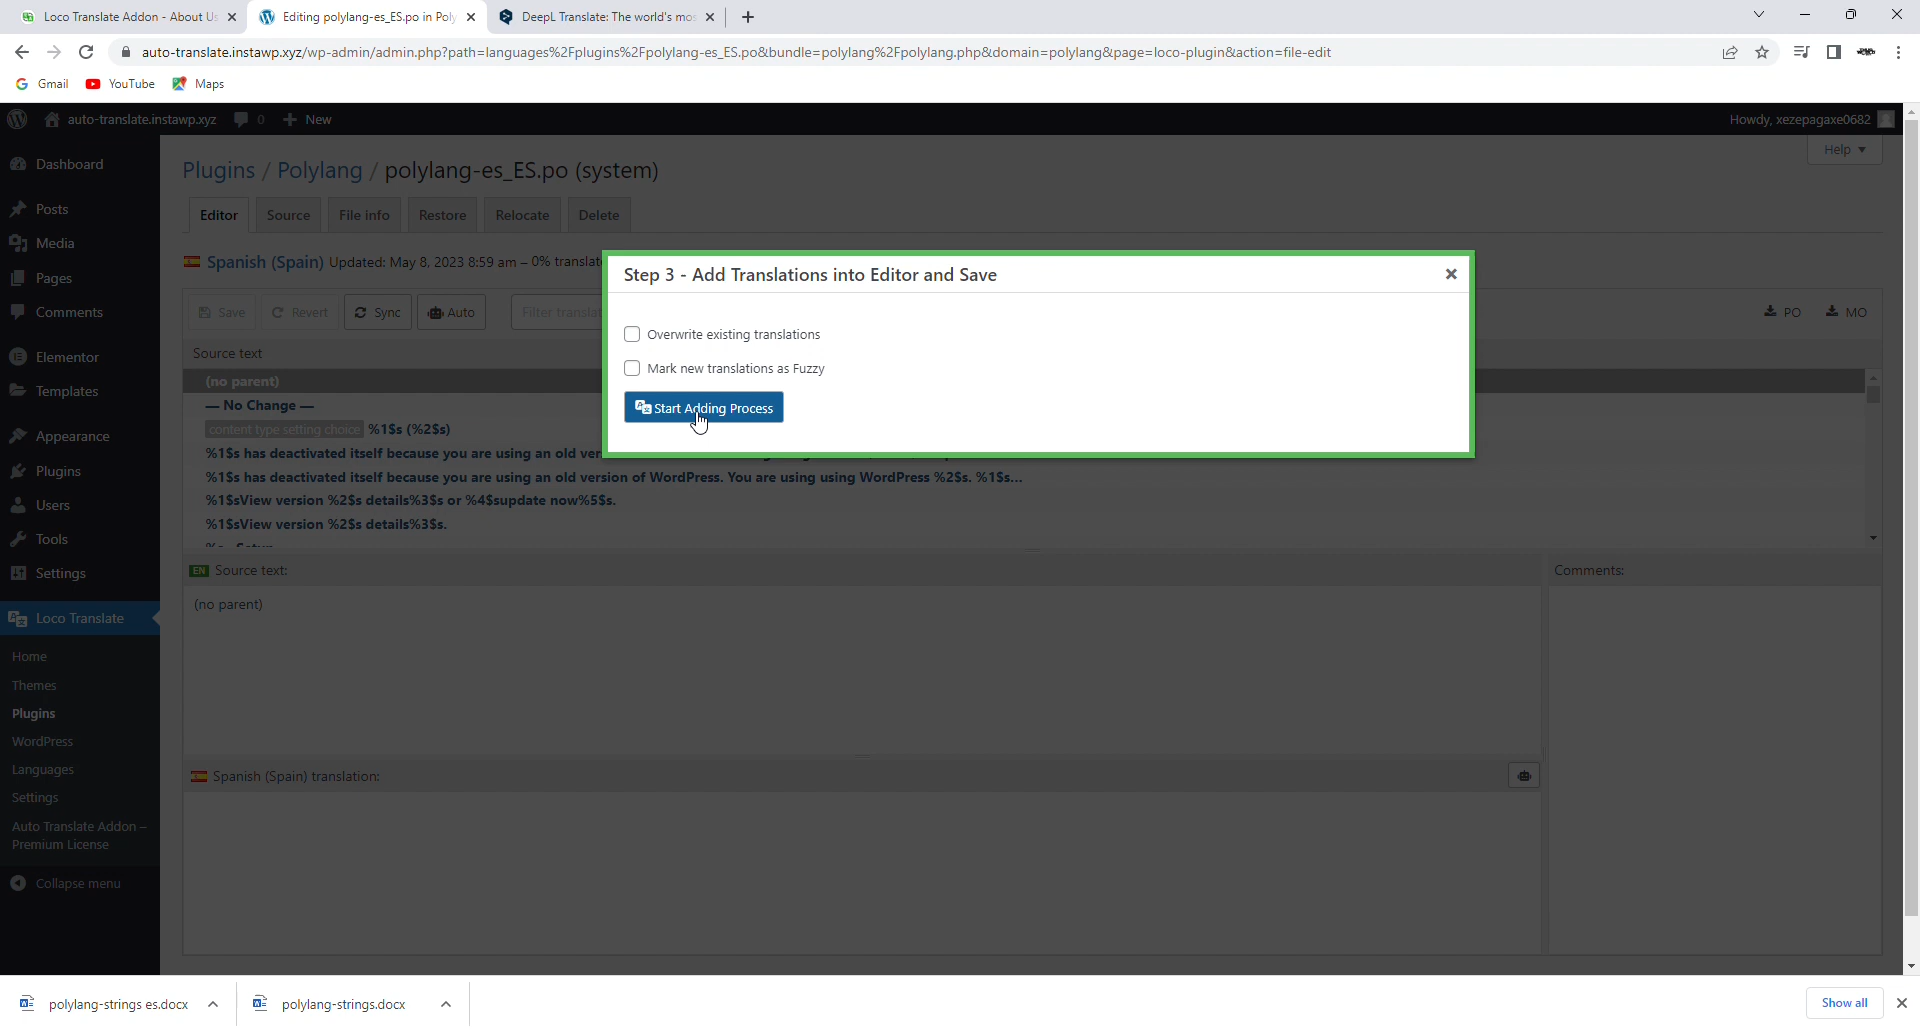 Loco Translate Addon - About Us
Editing polylang-es_ES.po in Poly
DeepL Translate: The world's mos
auto-translate.instawp.xyz/wp-admin/admin.php?path=languages%2Fplugins%2Fpolylang-es_ES.po&bundle=polylang%2Fpolylang.php&domain=polylang&page=loco-plugin&action=file-edit
Gmail
YouTube
Maps
auto-translate.instawp.xyz
0
New
Howdy, xezepagaxe0682
Dashboard
Posts
Media
Pages
Comments
Elementor
Templates
Appearance
Plugins
Users
Tools
Settings
Loco Translate
Home
Themes
Plugins
WordPress
Languages
Settings
Auto Translate Addon –
Premium License
Collapse menu
Help
Plugins / Polylang / polylang-es_ES.po (system)
Editor
Source
File info
Restore
Relocate
Delete
Spanish (Spain) Updated: May 8, 2023 8:59 am – 0% translate
Save
Revert
Sync
Auto
Filter translat
PO
MO
Step 3 - Add Translations into Editor and Save
Overwrite existing translations
Mark new translations as Fuzzy
Start Adding Process
Source text
(no parent)
— No Change —
content type setting choice %1$s (%2$s)
%1$s has deactivated itself because you are using an old ver
%1$s has deactivated itself because you are using an old version of WordPress. You are using using WordPress %2$s. %1$s...
%1$sView version %2$s details%3$s or %4$supdate now%5$s.
%1$sView version %2$s details%3$s.
EN Source text:
(no parent)
Comments:
Spanish (Spain) translation:
polylang-strings es.docx
polylang-strings.docx
Show all